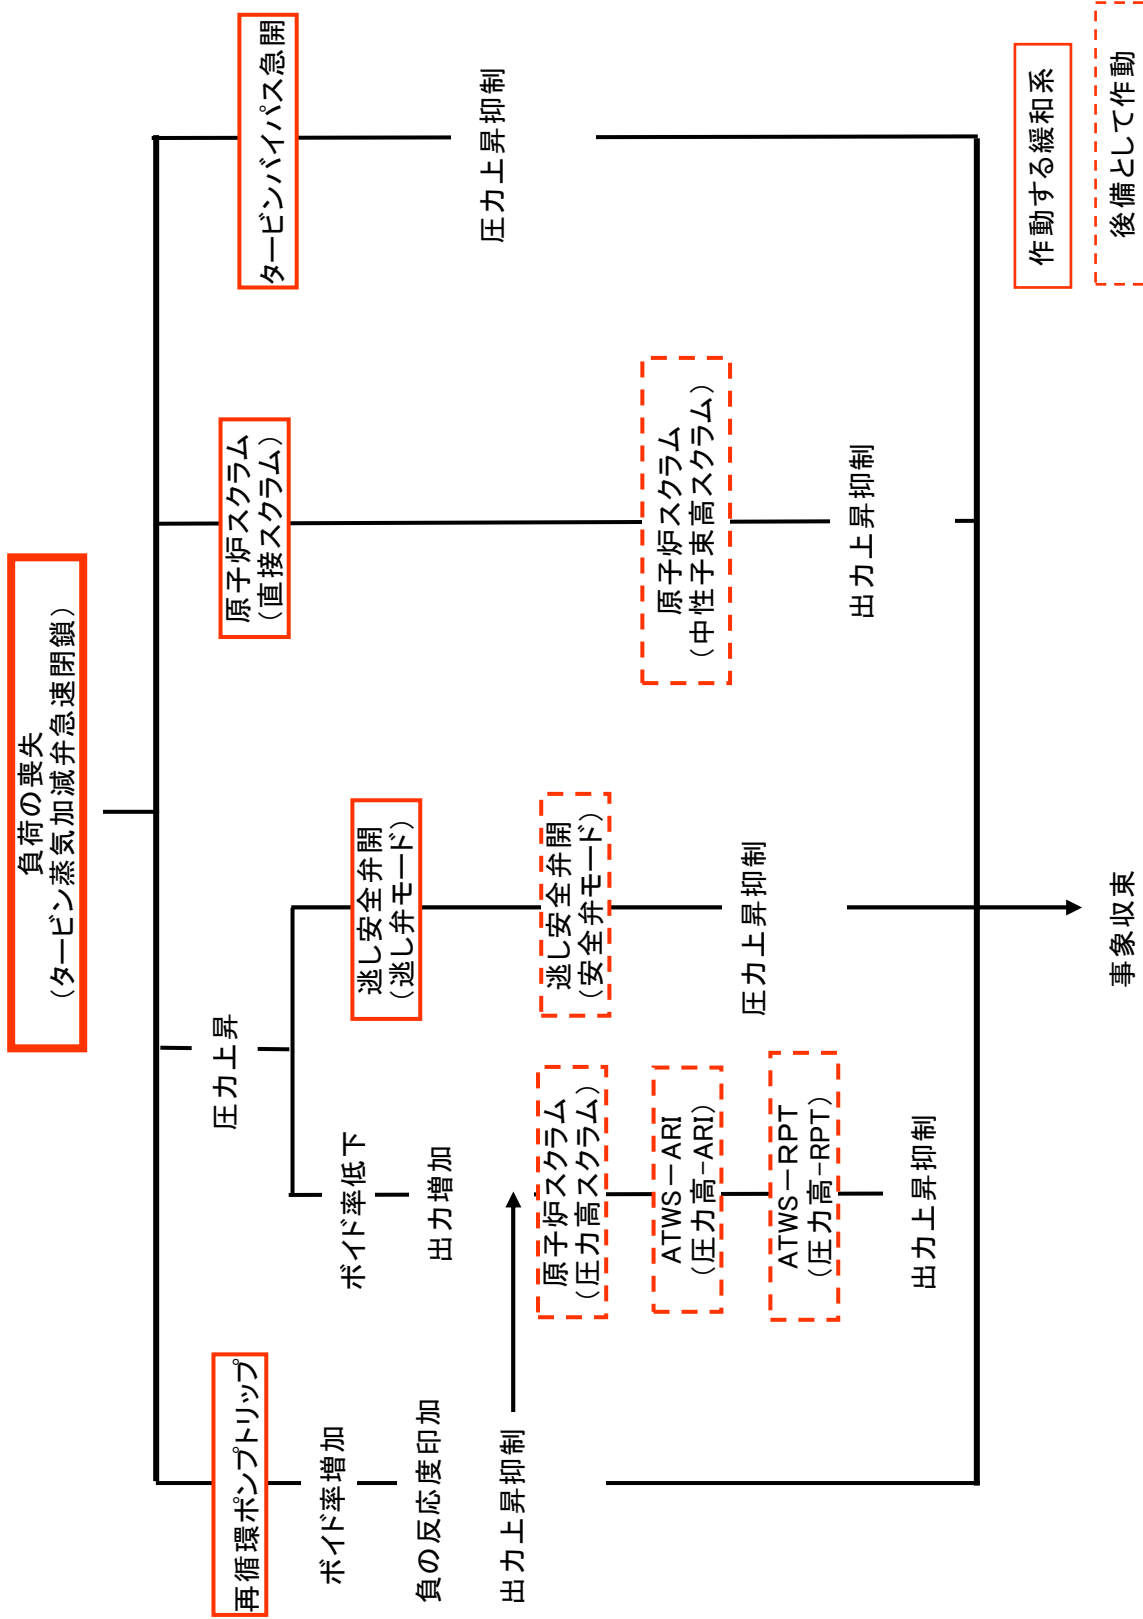 負荷の喪失
(タービン蒸気加減弁急速閉鎖)
再循環ポンプトリップ
ボイド率増加
負の反応度印加
出力上昇抑制
圧力上昇
ボイド率低下
出力増加
原子炉スクラム
(圧力高スクラム)
ATWS－ARI
(圧力高－ARI)
ATWS－RPT
(圧力高－RPT)
出力上昇抑制
逃し安全弁開
(逃し弁モード)
逃し安全弁開
(安全弁モード)
圧力上昇抑制
原子炉スクラム
(直接スクラム)
原子炉スクラム
(中性子束高スクラム)
出力上昇抑制
タービンバイパス急開
圧力上昇抑制
事象収束
作動する緩和系
後備として作動